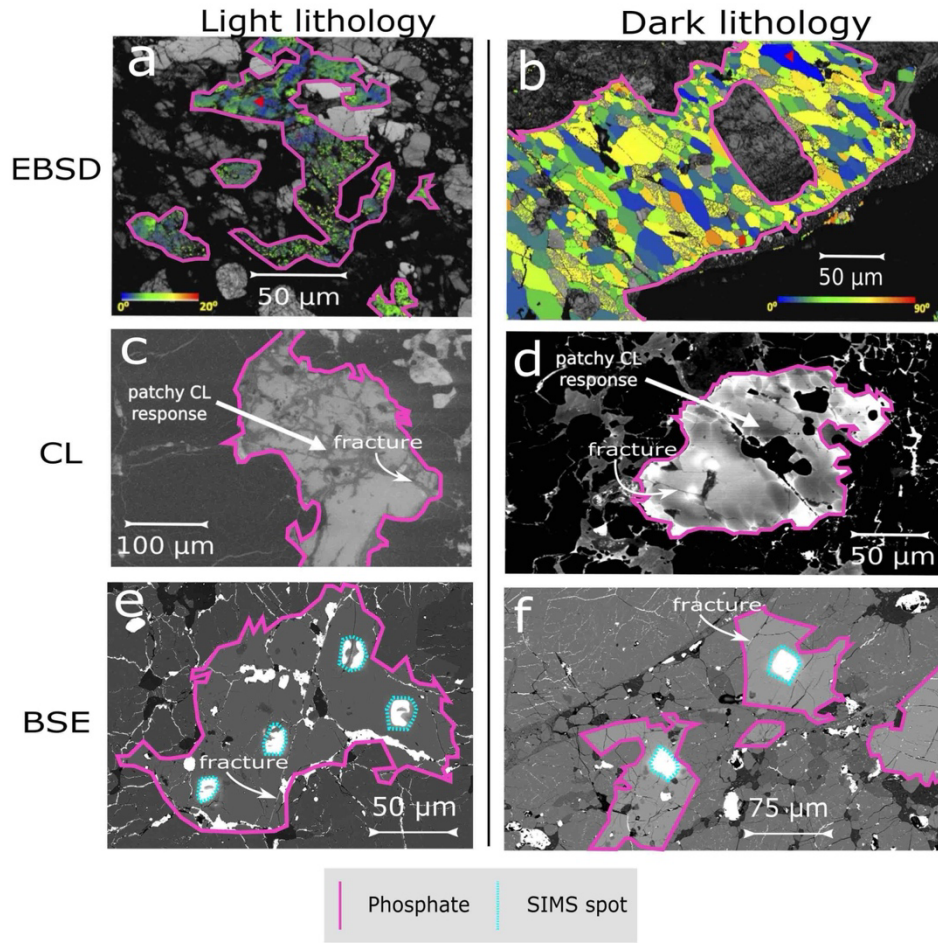 Light lithology
Dark lithology
EBSD
a
50 μm
0° 20°
b
50 μm
0° 90°
CL
c
patchy CL
response
fracture
100 μm
d
patchy CL
response
fracture
50 μm
BSE
e
fracture
50 μm
f
fracture
75 μm
Phosphate
SIMS spot